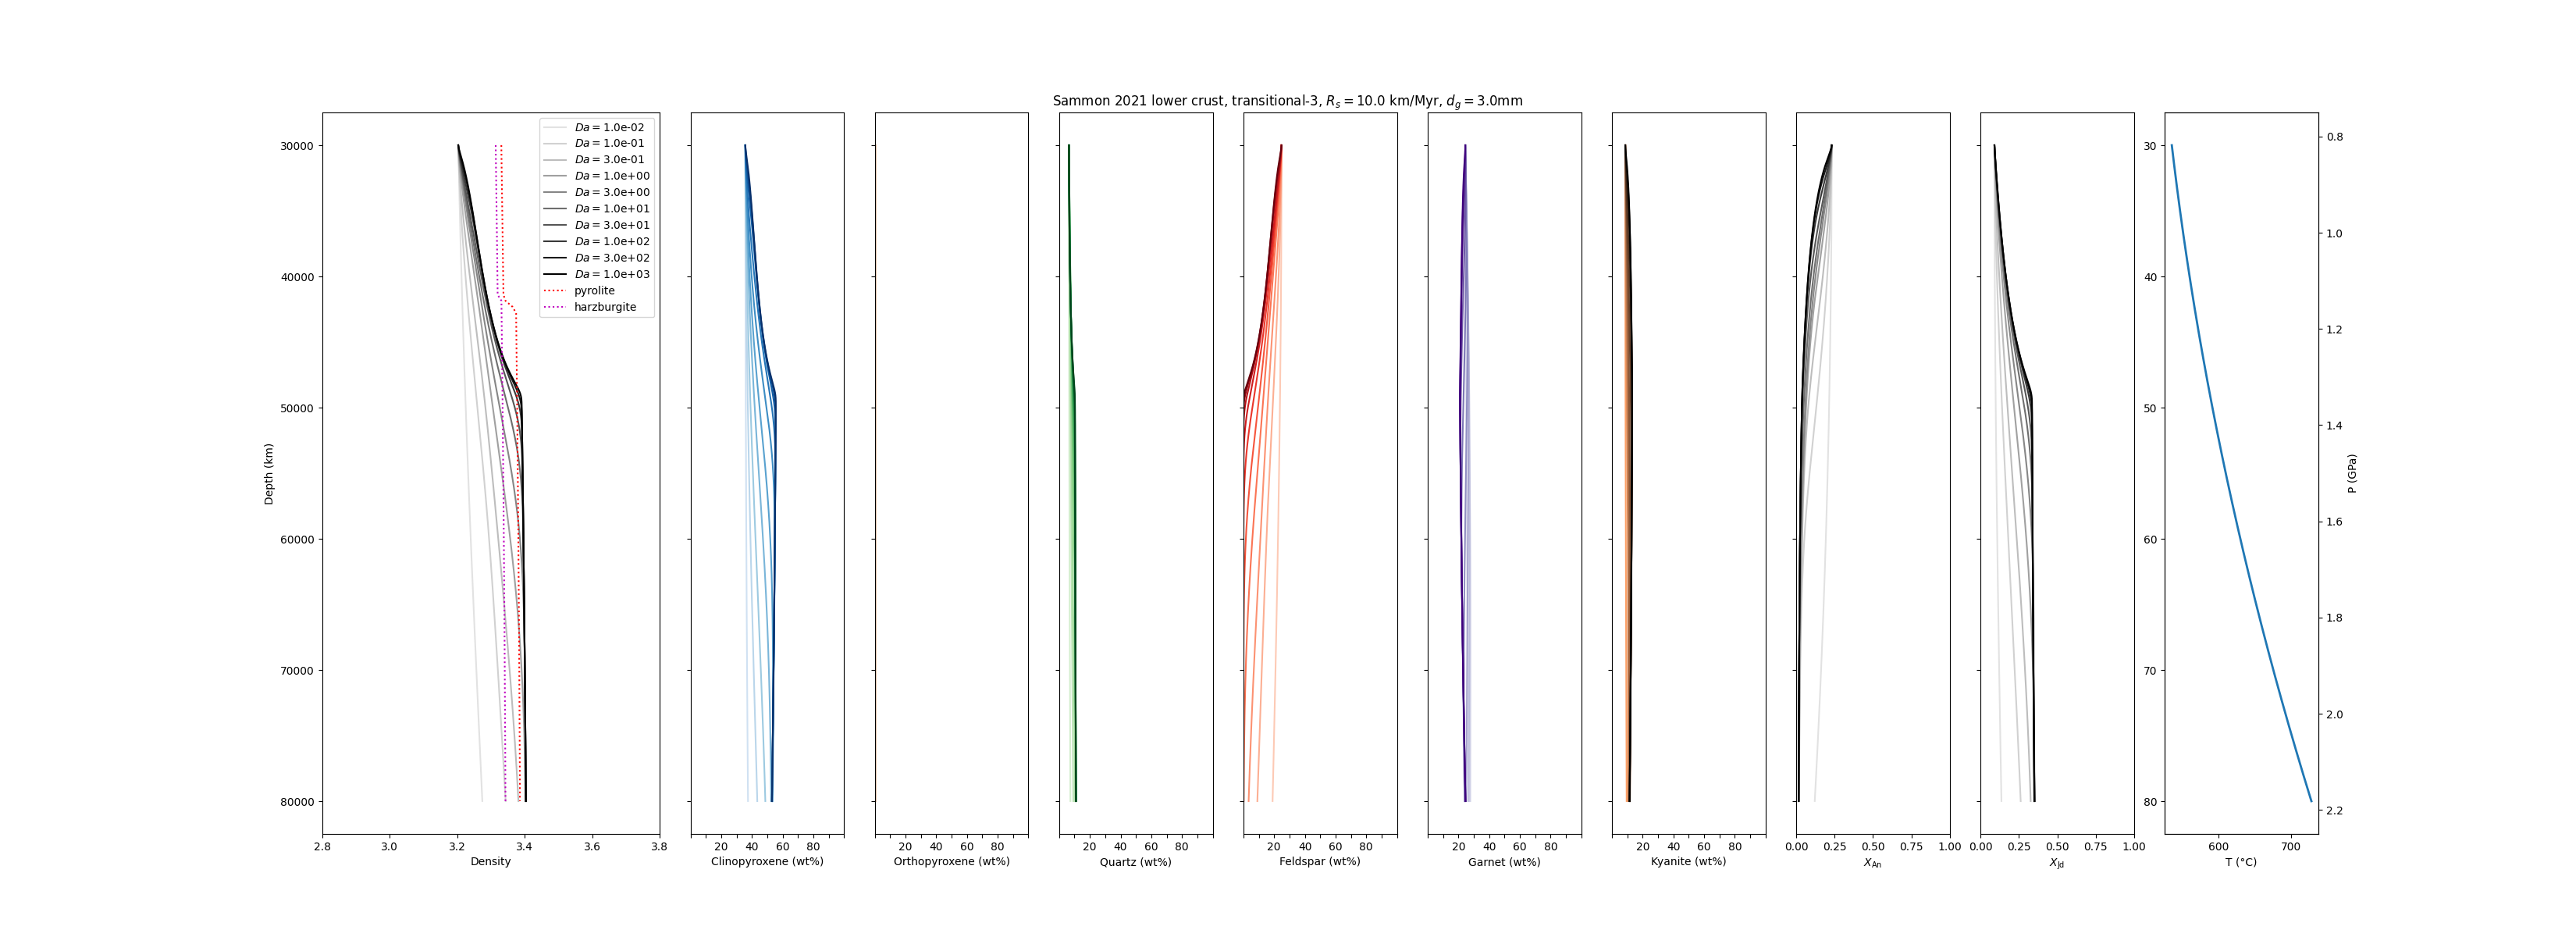 Sammon 2021 lower crust, transitional-3, Rs = 10.0 km/Myr, dg = 3.0mm
Da = 1.0e-02
Da = 1.0e-01
Da = 3.0e-01
Da = 1.0e+00
Da = 3.0e+00
Da = 1.0e+01
Da = 3.0e+01
Da = 1.0e+02
Da = 3.0e+02
Da = 1.0e+03
pyrolite
harzburgite
Depth (km)
30000
40000
50000
60000
70000
80000
2.8 3.0 3.2 3.4 3.6 3.8
Density
20 40 60 80
Clinopyroxene (wt%)
20 40 60 80
Orthopyroxene (wt%)
20 40 60 80
Quartz (wt%)
20 40 60 80
Feldspar (wt%)
20 40 60 80
Garnet (wt%)
20 40 60 80
Kyanite (wt%)
0.00 0.25 0.50 0.75 1.00
XAn
0.00 0.25 0.50 0.75 1.00
XJd
30
40
50
60
70
80
600 700
T (°C)
0.8
1.0
1.2
1.4
1.6
1.8
2.0
2.2
P (GPa)